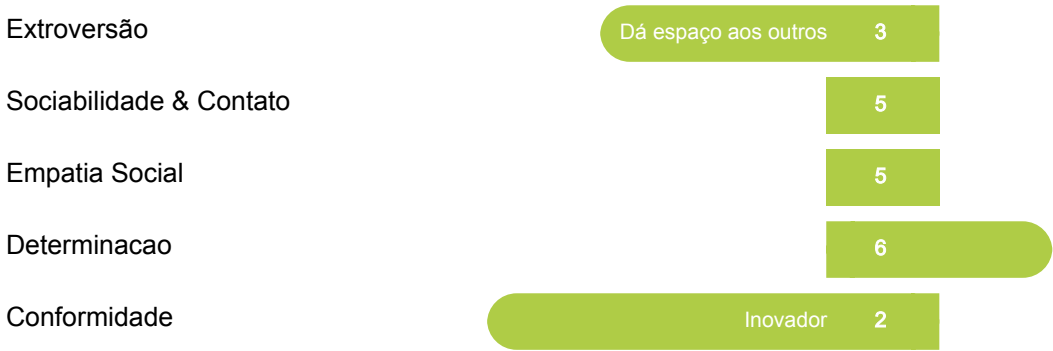 Extroversão Dá espaço aos outros 3
Sociabilidade & Contato 5
Empatia Social 5
Determinacao 6
Conformidade Inovador 2